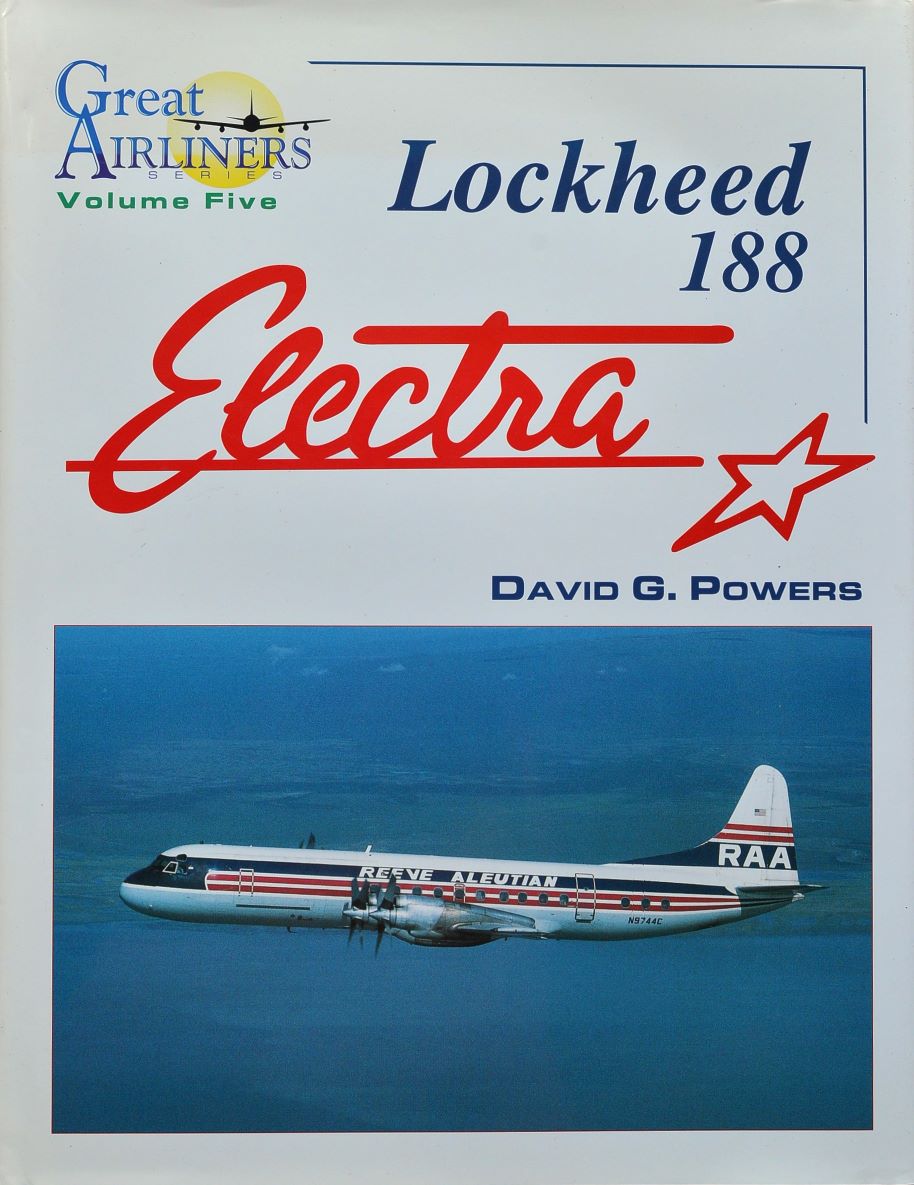 Great
AIRLINERS
SERIES
Volume Five
Lockheed
188
Electra
DAVID G. POWERS
RAA
REEVE ALEUTIAN
N9744C